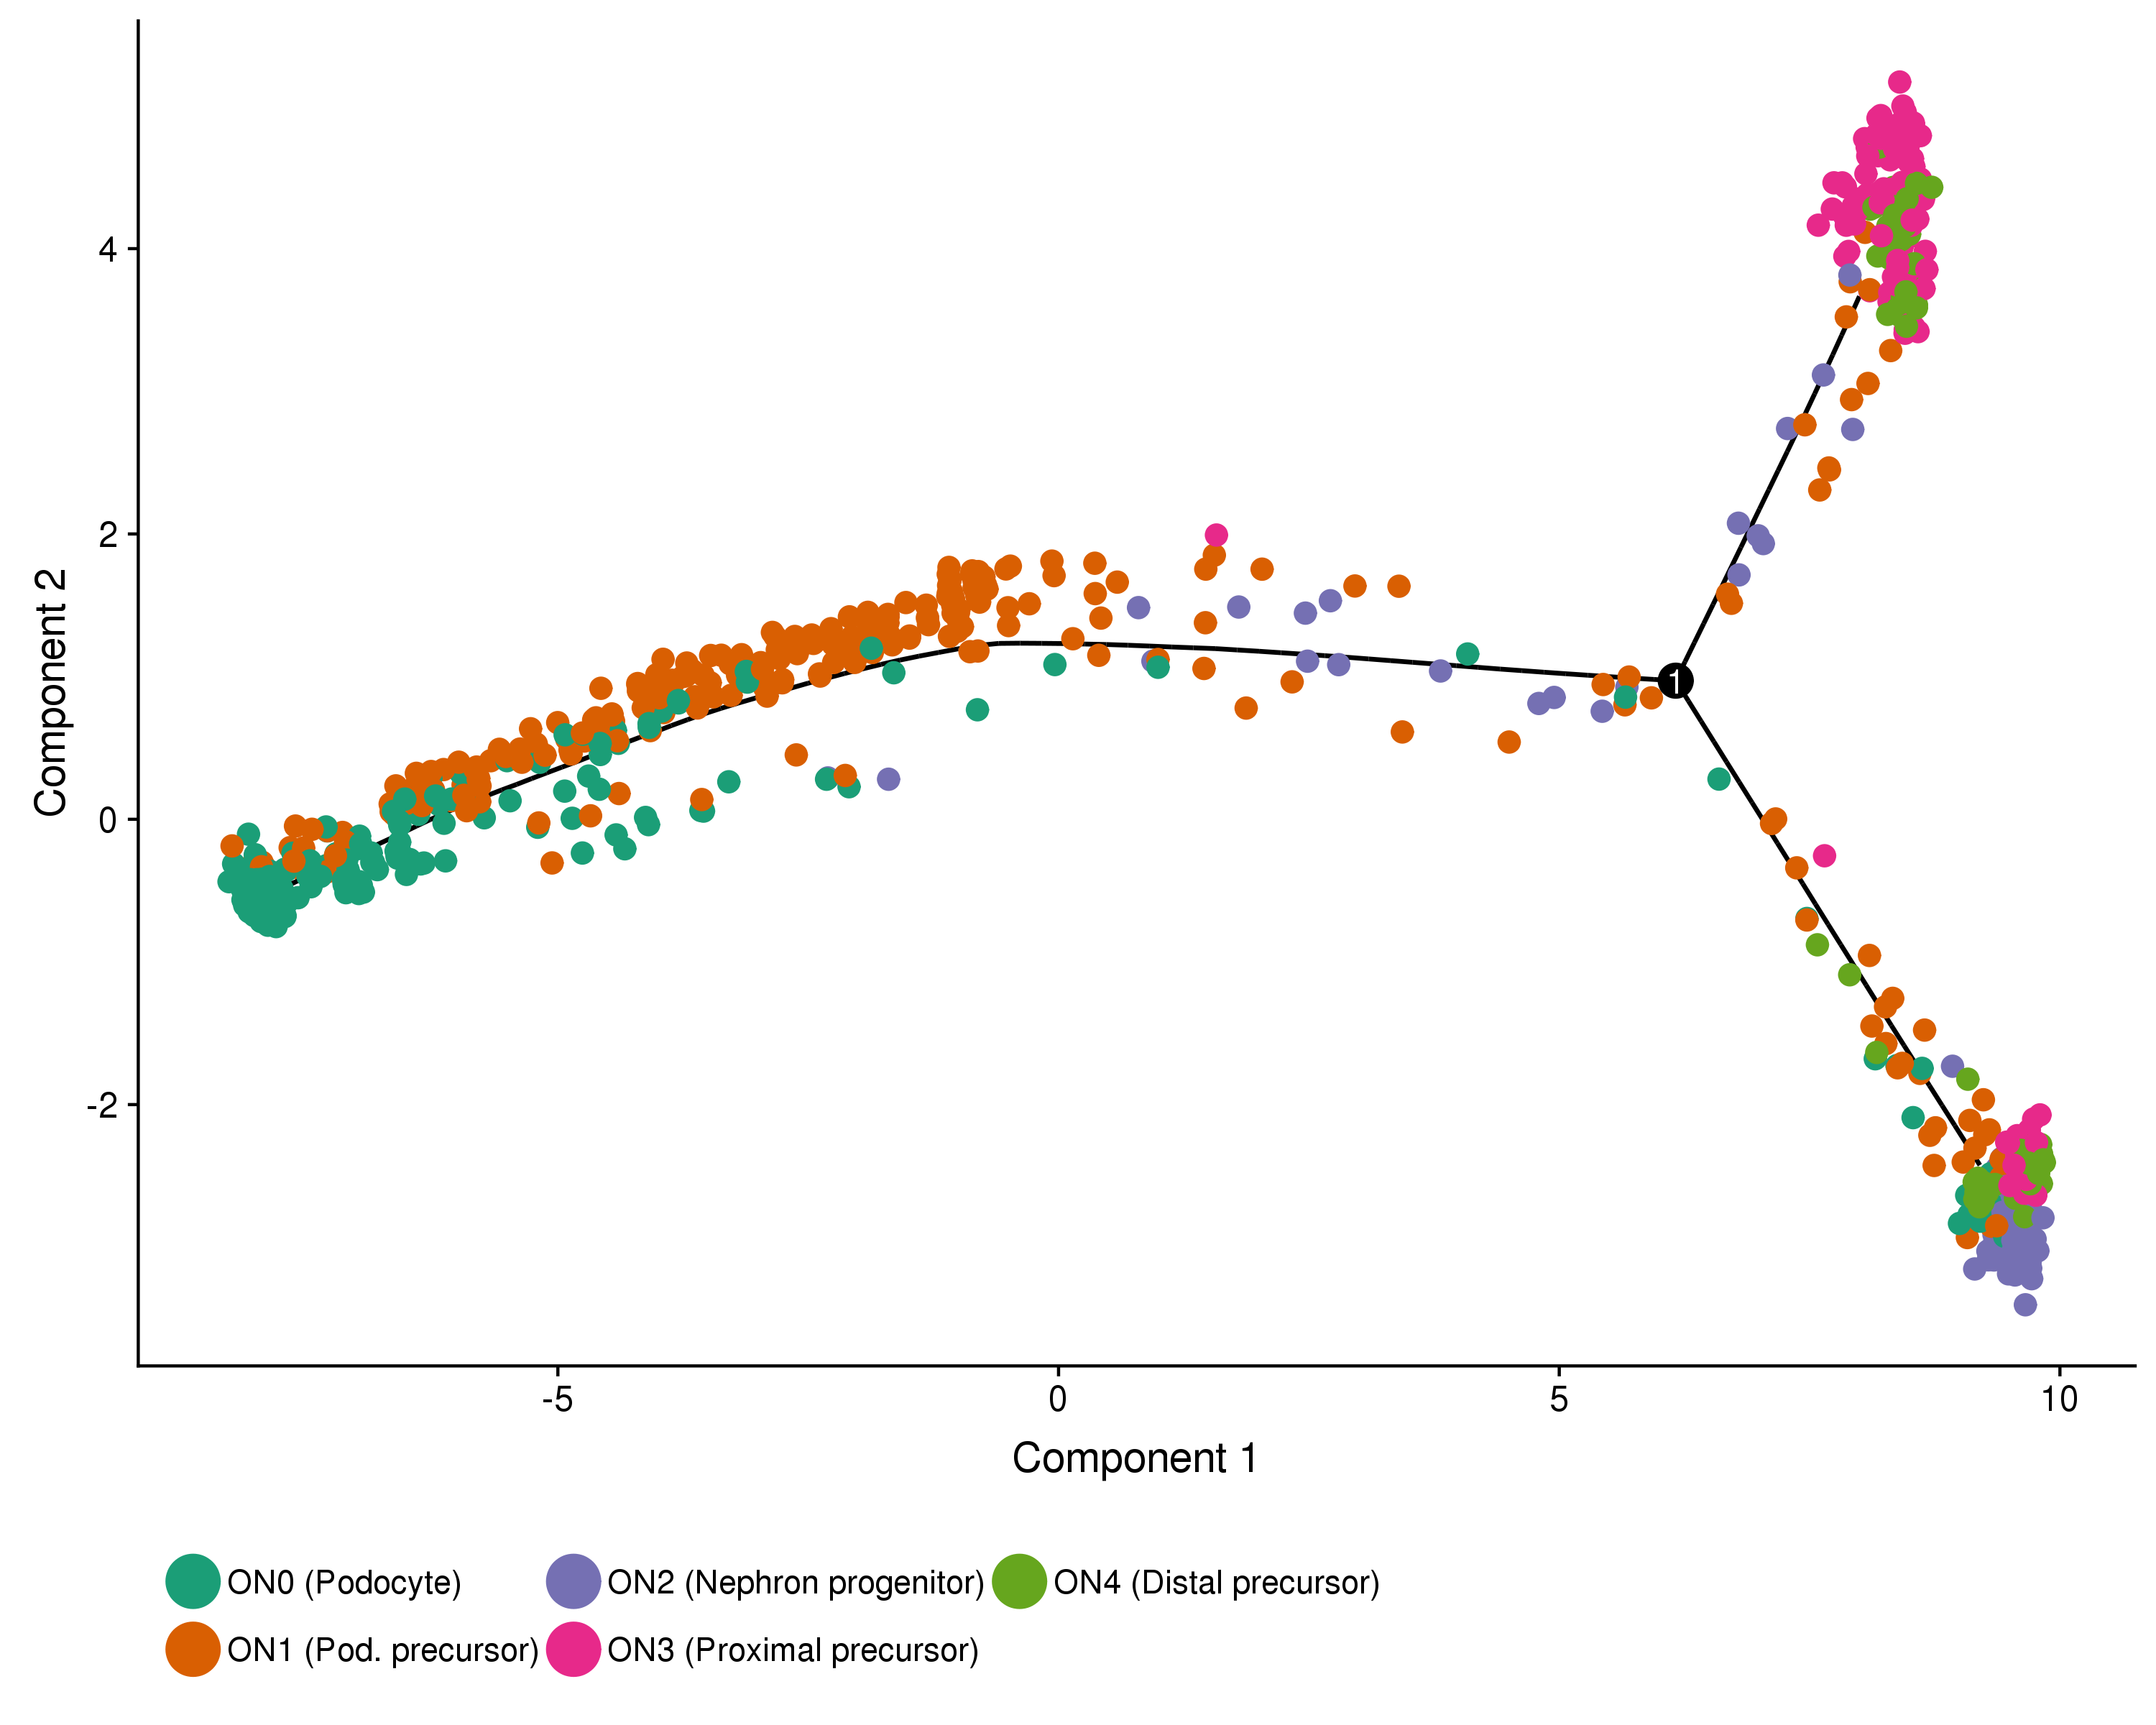 Component 2
4
2
0
-2
1
-5 0 5 10
Component 1
ON0 (Podocyte) ON2 (Nephron progenitor) ON4 (Distal precursor)
ON1 (Pod. precursor) ON3 (Proximal precursor)